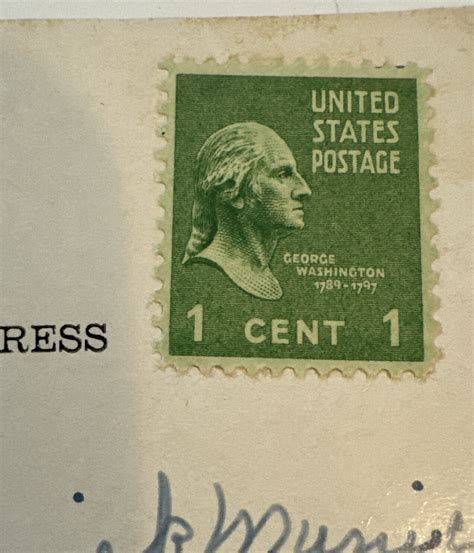 UNITED
STATES
POSTAGE
GEORGE
WASHINGTON
1789-1797
1 CENT 1
RESS